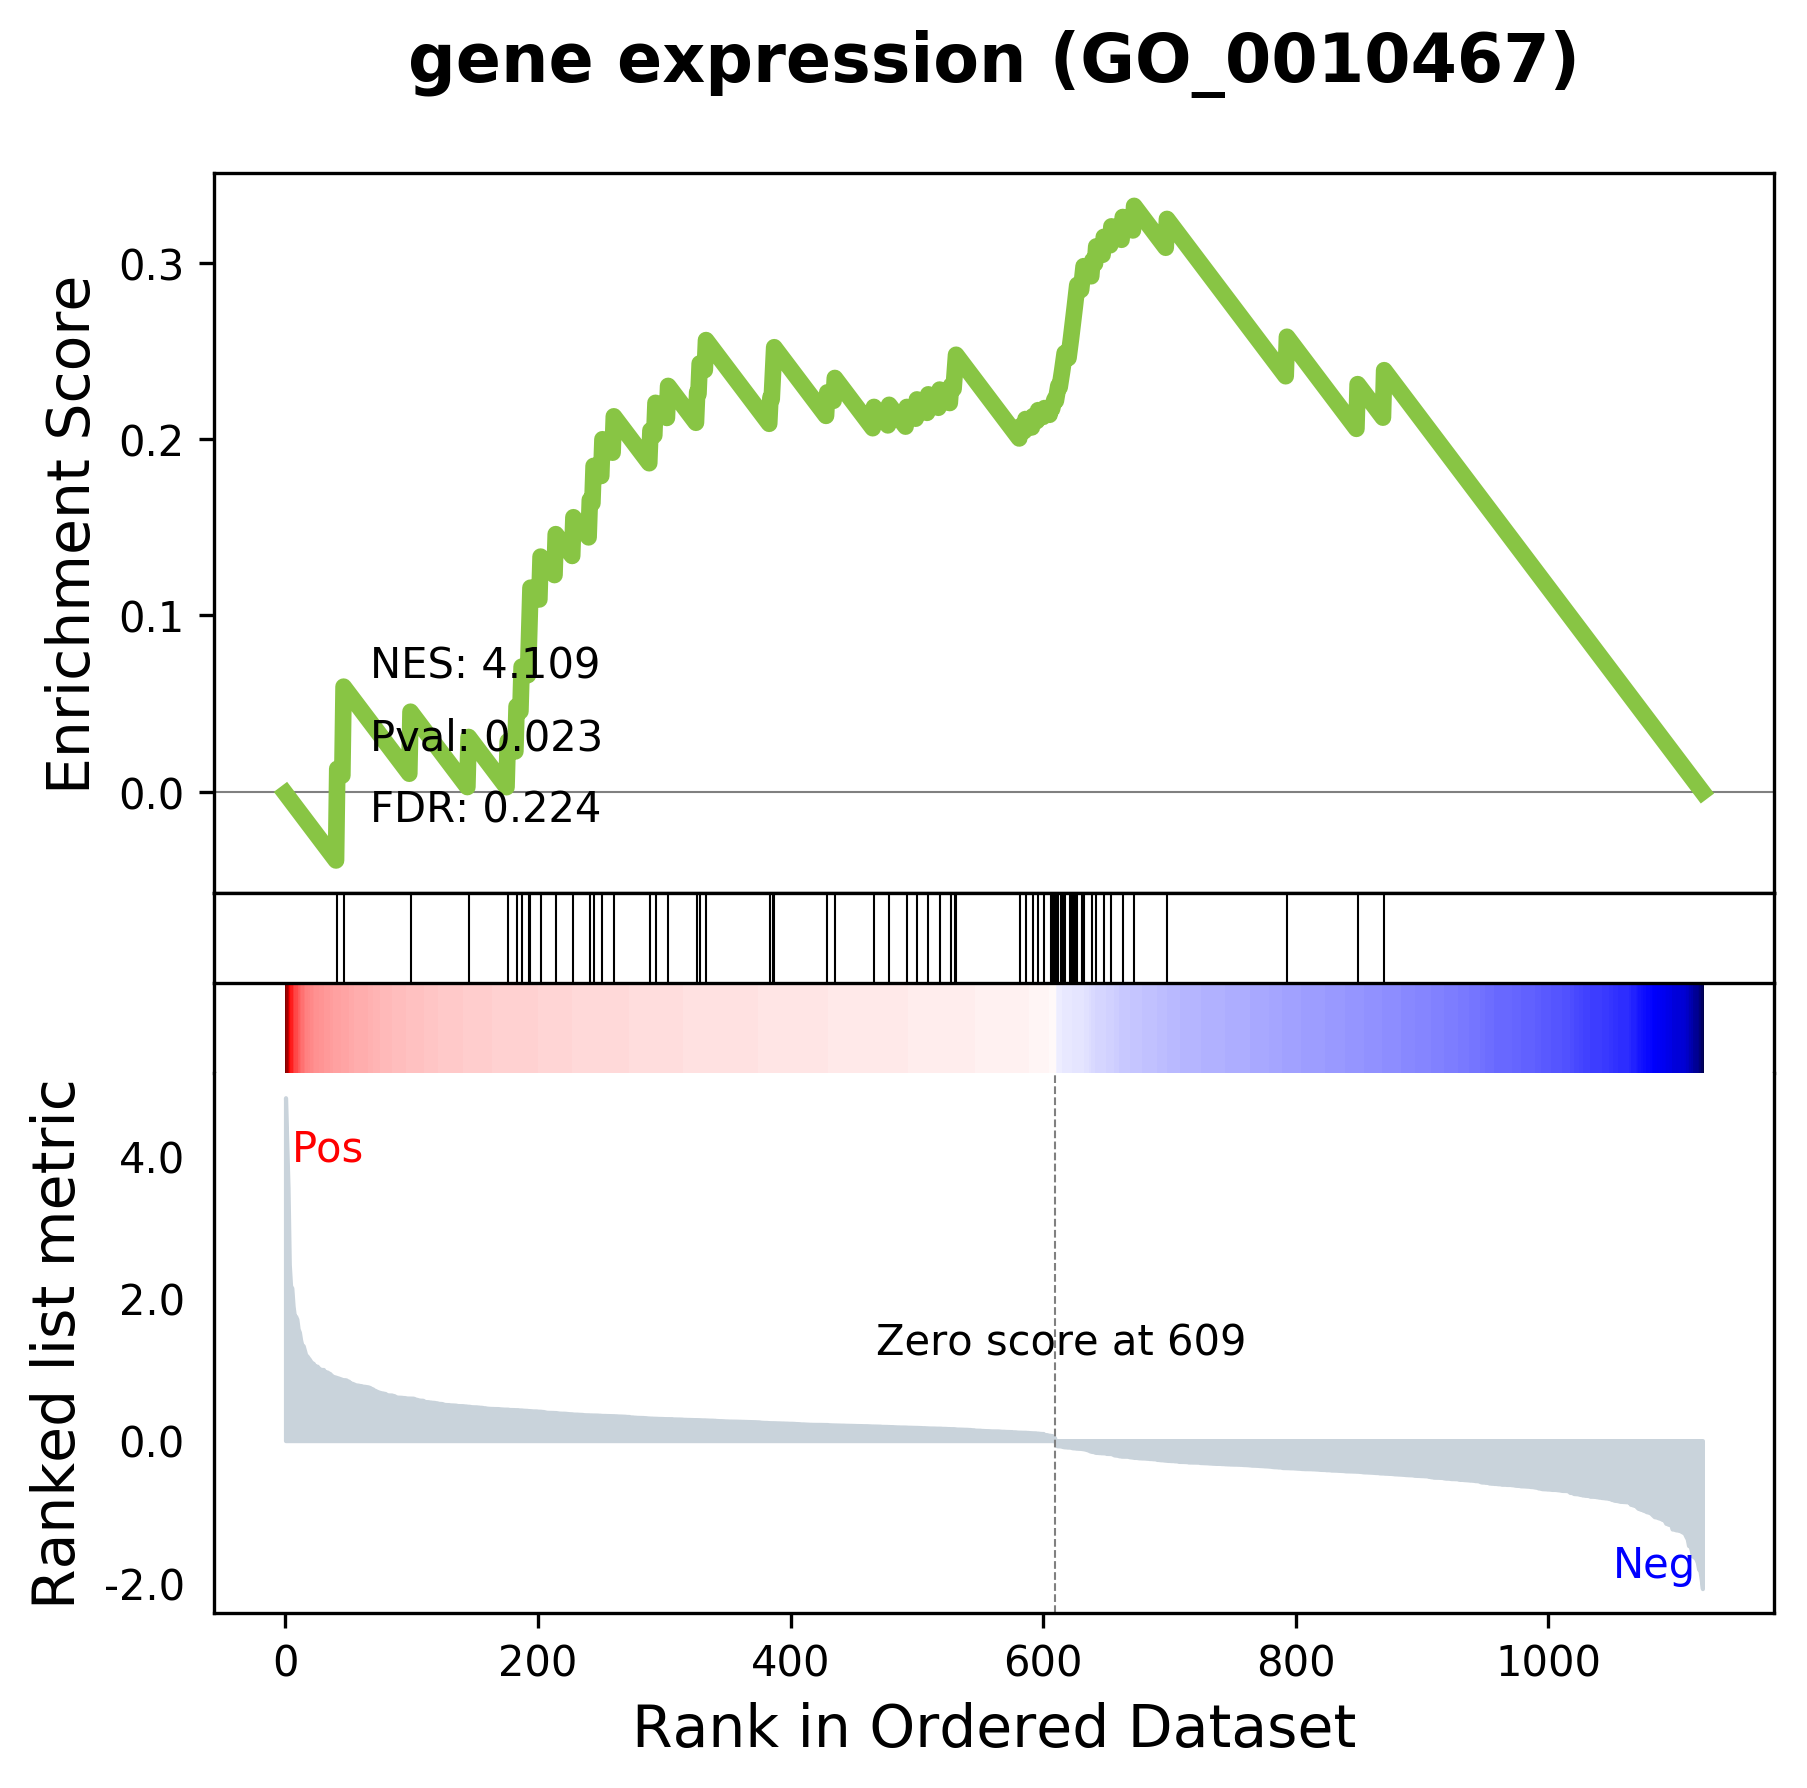 gene expression (GO_0010467)
Enrichment Score
0.3
0.2
0.1
0.0
NES: 4.109
Pval: 0.023
FDR: 0.224
Ranked list metric
4.0
2.0
0.0
-2.0
Pos
Zero score at 609
Neg
0 200 400 600 800 1000
Rank in Ordered Dataset